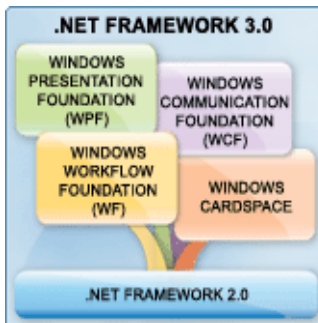 .NET FRAMEWORK 3.0
WINDOWS
PRESENTATION
FOUNDATION
(WPF)
WINDOWS
COMMUNICATION
FOUNDATION
(WCF)
WINDOWS
WORKFLOW
FOUNDATION
(WF)
WINDOWS
CARDSPACE
.NET FRAMEWORK 2.0